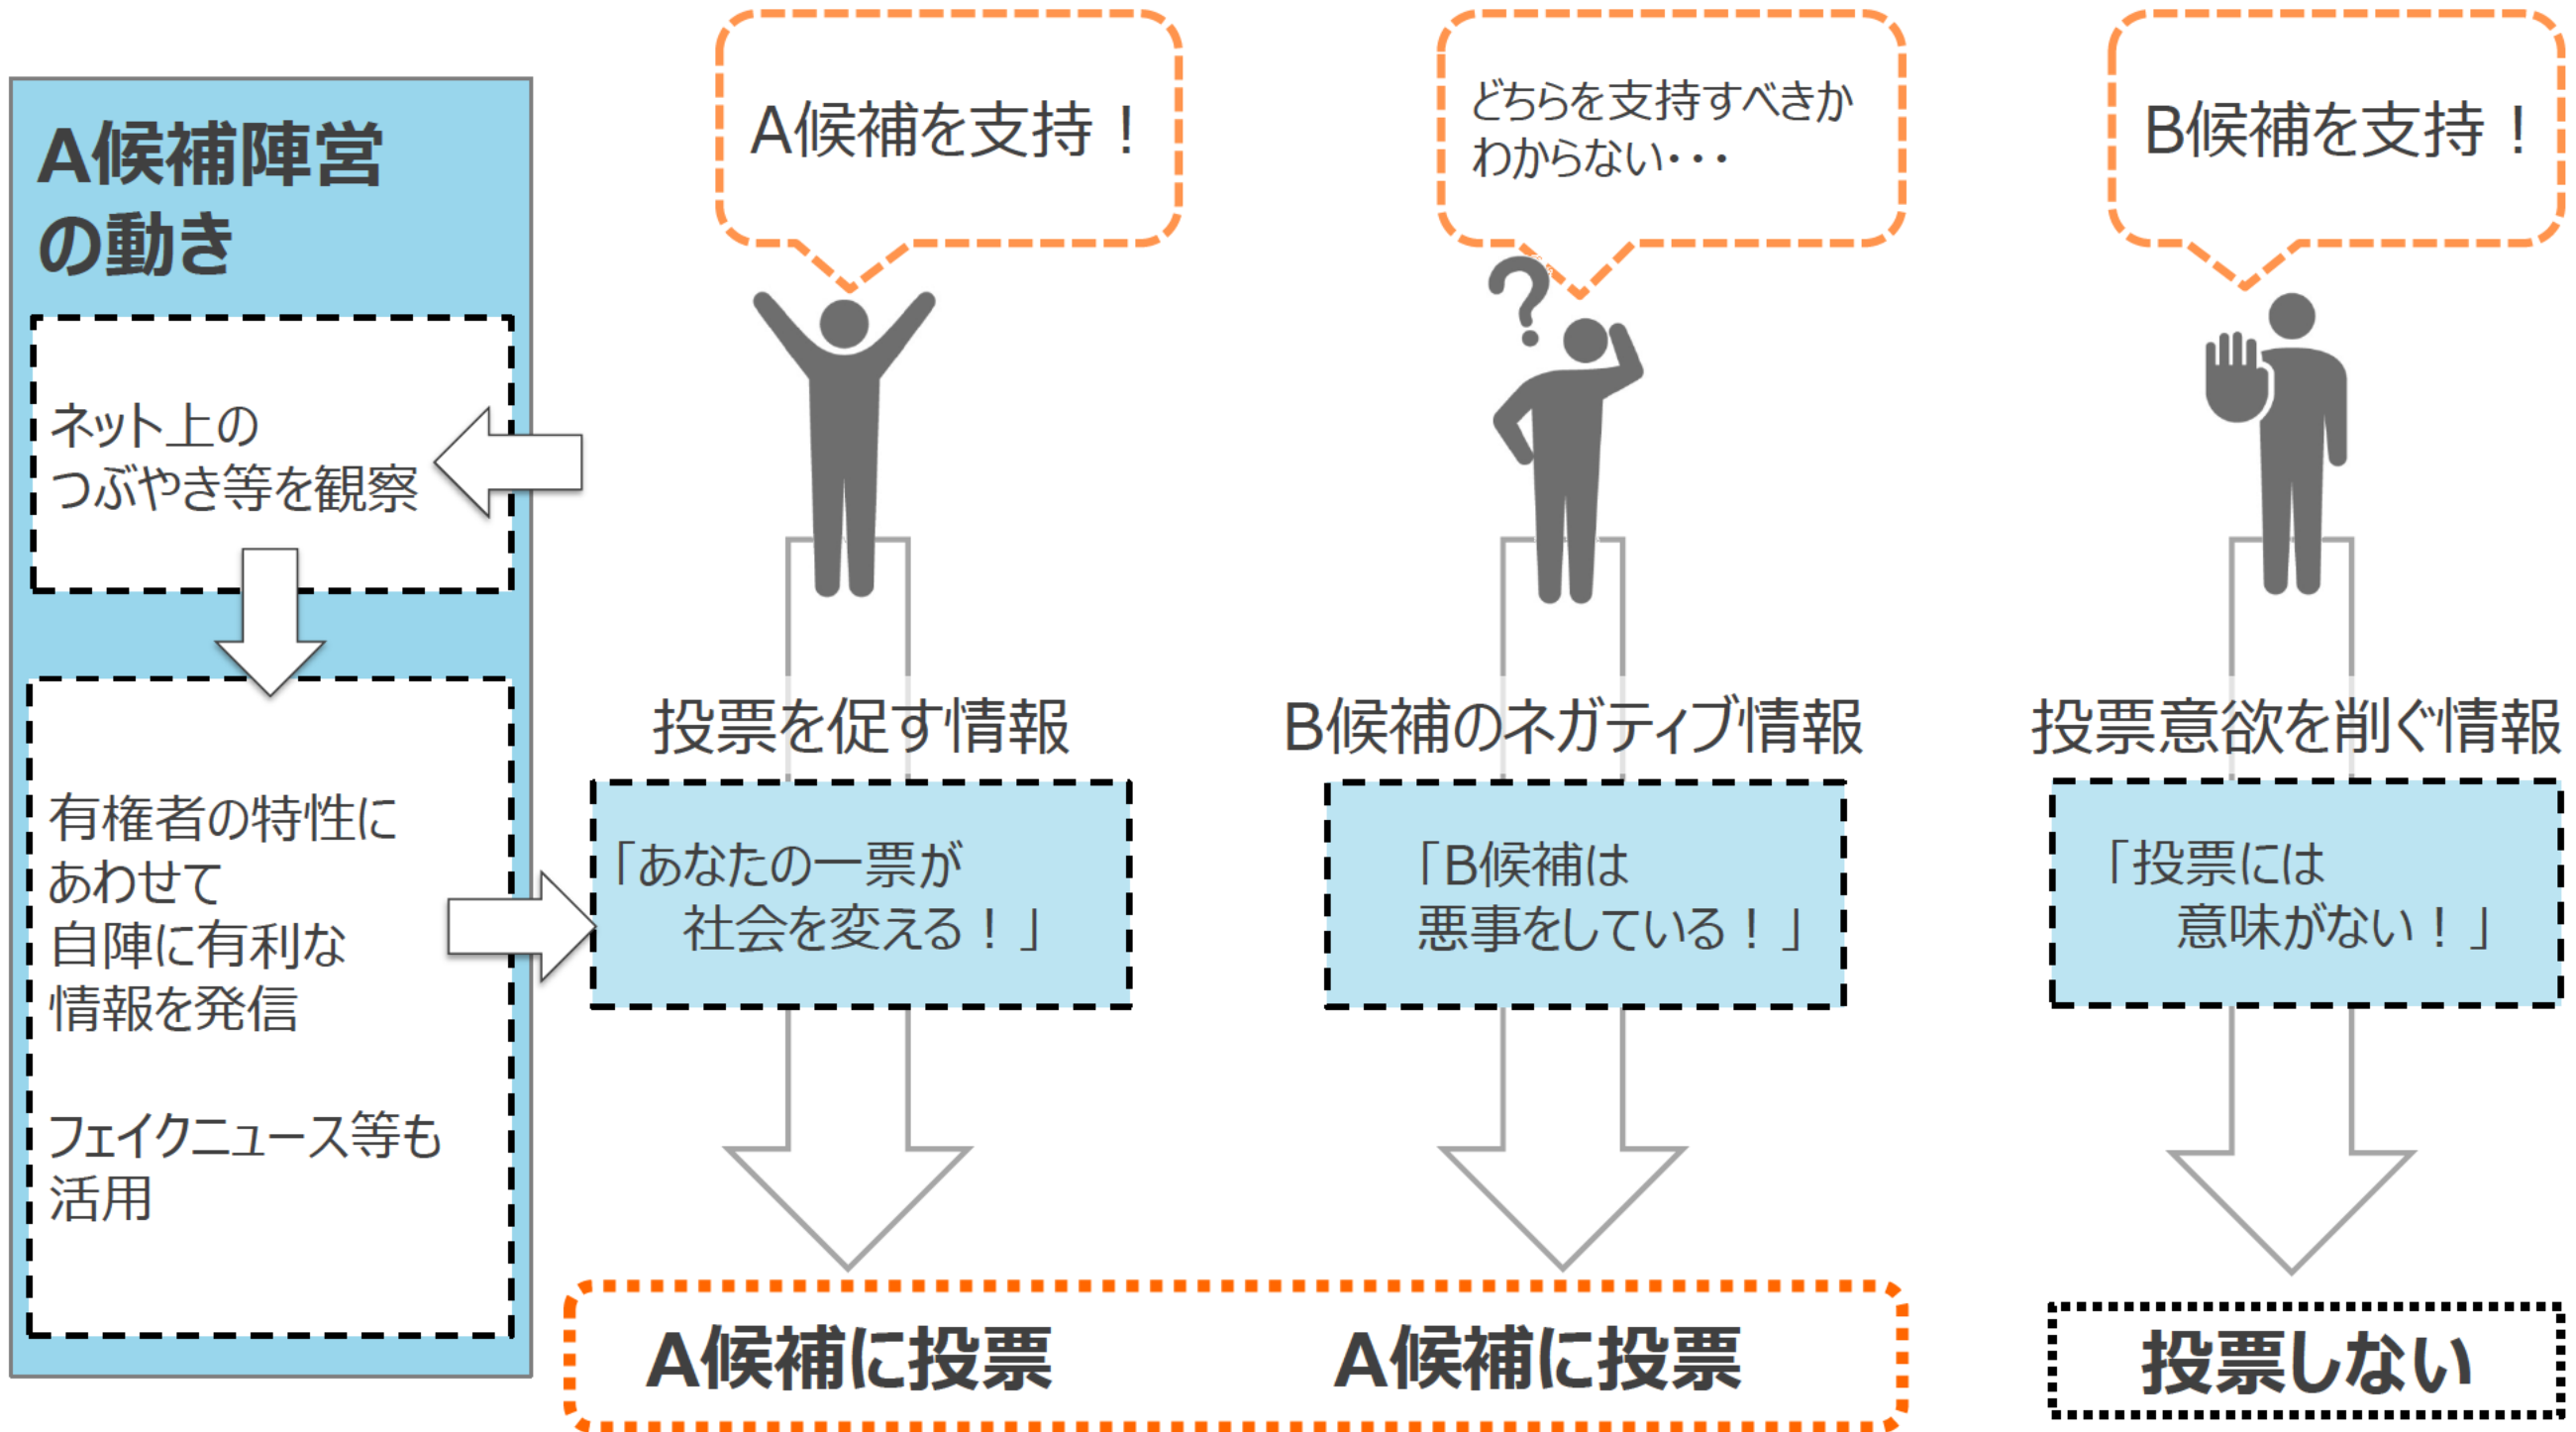 A候補陣営
の動き
ネット上の
つぶやき等を観察
有権者の特性に
あわせて
自陣に有利な
情報を発信
フェイクニュース等も
活用
A候補を支持！
投票を促す情報
「あなたの一票が
社会を変える！」
A候補に投票
どちらを支持すべきか
わからない・・・
?
B候補のネガティブ情報
「B候補は
悪事をしている！」
A候補に投票
B候補を支持！
投票意欲を削ぐ情報
「投票には
意味がない！」
投票しない